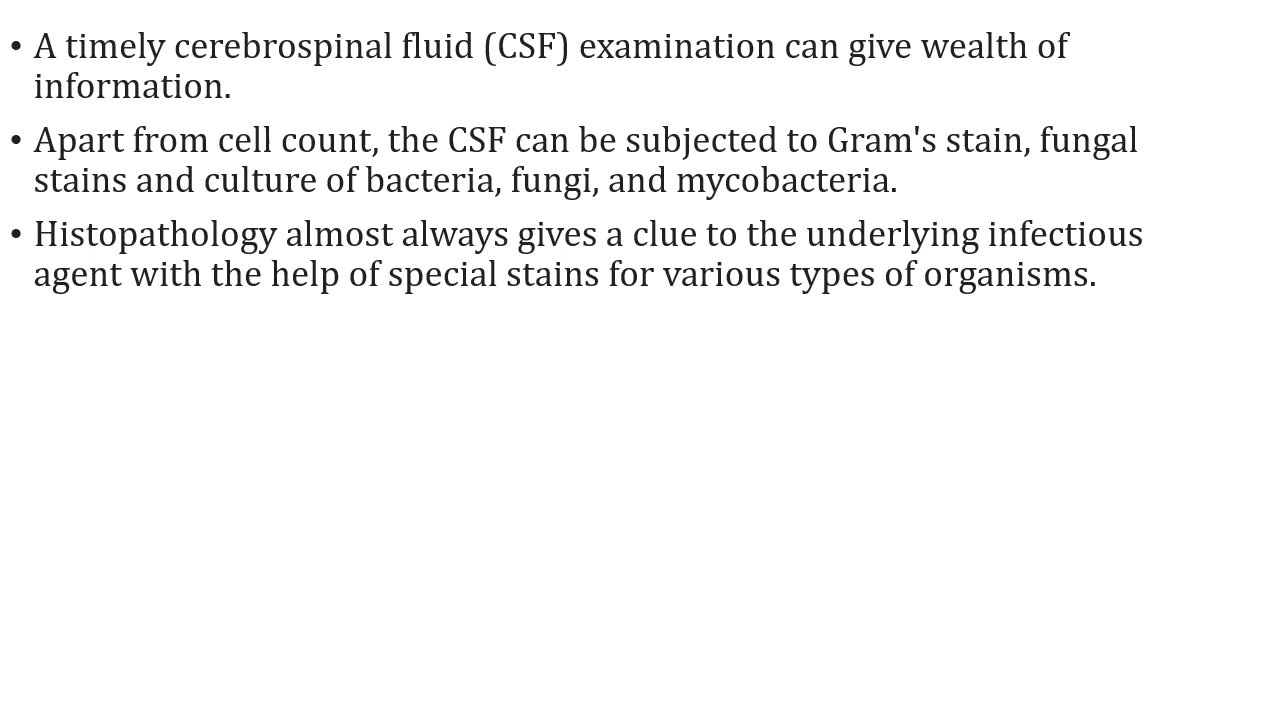 • A timely cerebrospinal fluid (CSF) examination can give wealth of
information.
• Apart from cell count, the CSF can be subjected to Gram's stain, fungal
stains and culture of bacteria, fungi, and mycobacteria.
• Histopathology almost always gives a clue to the underlying infectious
agent with the help of special stains for various types of organisms.